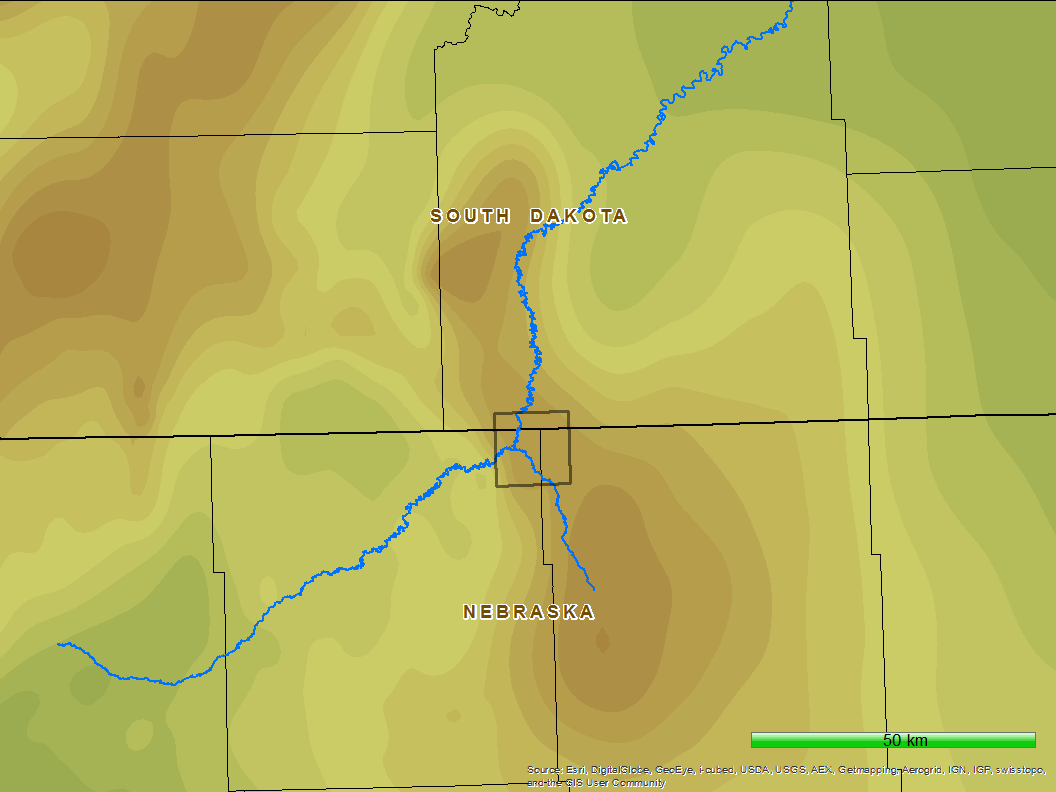 SOUTH DAKOTA
NEBRASKA
50 km
Source: Esri, DigitalGlobe, GeoEye, i-cubed, USDA, USGS, AEX, Getmapping, Aerogrid, IGN, IGP, swisstopo,
and the GIS User Community